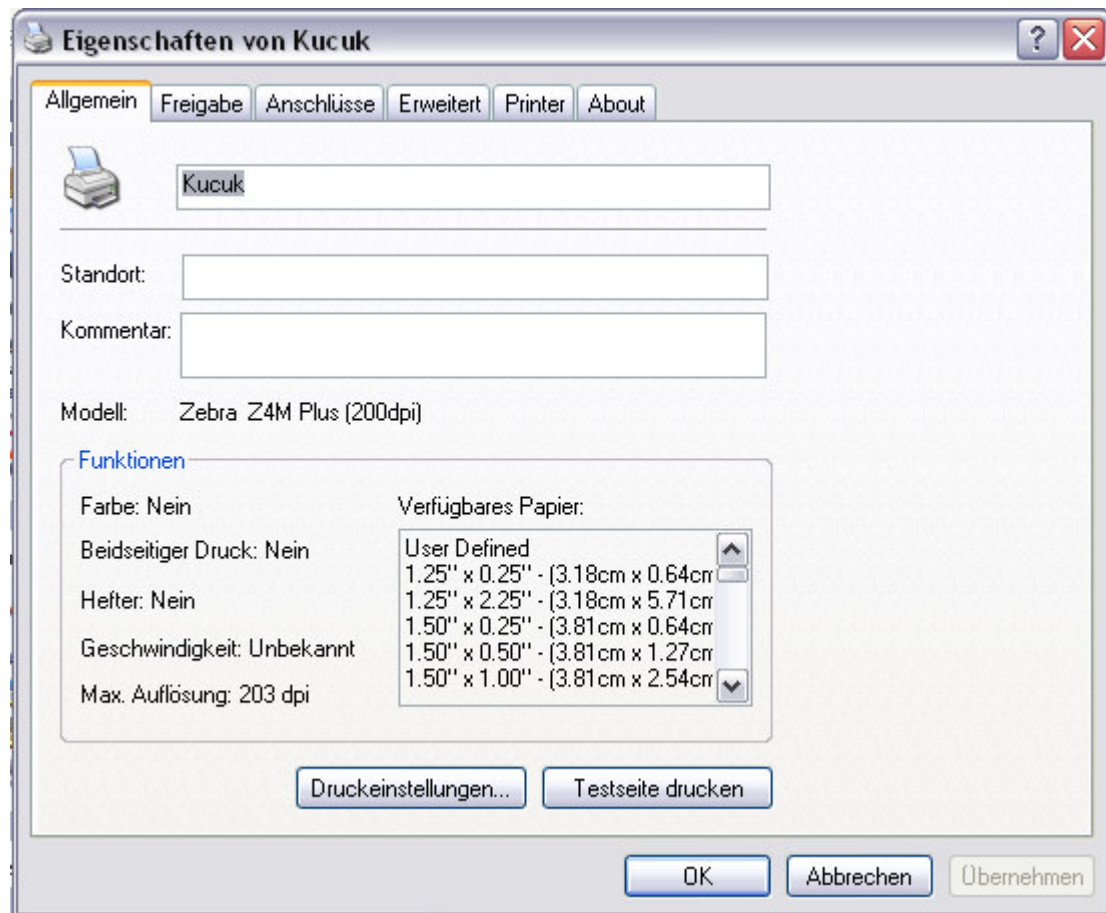 Eigenschaften von Kucuk
Allgemein Freigabe Anschlüsse Erweitert Printer About
Kucuk
Standort:
Kommentar:
Modell: Zebra Z4M Plus (200dpi)
Funktionen
Farbe: Nein
Beidseitiger Druck: Nein
Hefter: Nein
Geschwindigkeit: Unbekannt
Max. Auflösung: 203 dpi
Verfügbares Papier:
User Defined
1.25" x 0.25" - (3.18cm x 0.64cm
1.25" x 2.25" - (3.18cm x 5.71cm
1.50" x 0.25" - (3.81cm x 0.64cm
1.50" x 0.50" - (3.81cm x 1.27cm
1.50" x 1.00" - (3.81cm x 2.54cm
Druckeinstellungen... Testseite drucken
OK Abbrechen Übernehmen